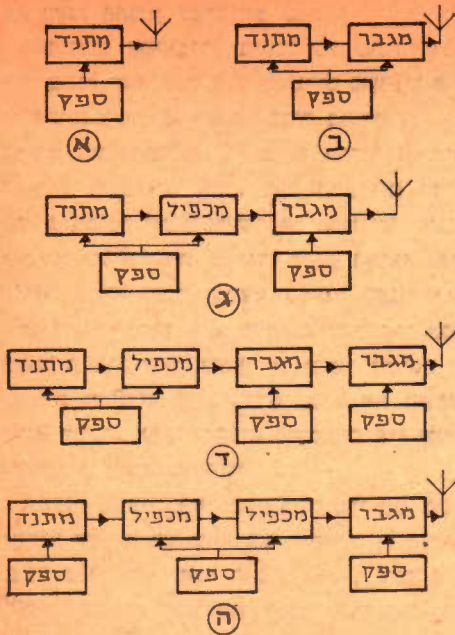 מתנד
ספק
א
מתנד מגבר
ספק
ב
מתנד מכפיל מגבר
ספק ספק
ג
מתנד מכפיל מגבר מגבר
ספק ספק ספק
ד
מתנד מכפיל מכפיל מגבר
ספק ספק ספק
ה